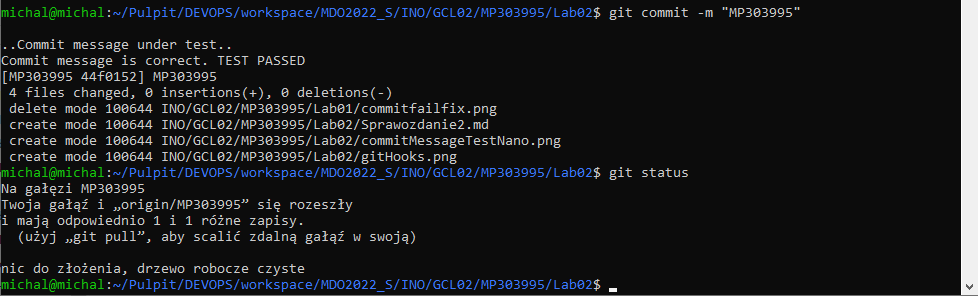 michal@michal:~/Pulpit/DEVOPS/workspace/MDO2022_S/INO/GCL02/MP303995/Lab02$ git commit -m "MP303995"
..Commit message under test..
Commit message is correct. TEST PASSED
[MP303995 44f0152] MP303995
 4 files changed, 0 insertions(+), 0 deletions(-)
 delete mode 100644 INO/GCL02/MP303995/Lab01/commitfailfix.png
 create mode 100644 INO/GCL02/MP303995/Lab02/Sprawozdanie2.md
 create mode 100644 INO/GCL02/MP303995/Lab02/commitMessageTestNano.png
 create mode 100644 INO/GCL02/MP303995/Lab02/gitHooks.png
michal@michal:~/Pulpit/DEVOPS/workspace/MDO2022_S/INO/GCL02/MP303995/Lab02$ git status
Na gałęzi MP303995
Twoja gałąź i „origin/MP303995” się rozeszły
i mają odpowiednio 1 i 1 różne zapisy.
  (użyj „git pull”, aby scalić zdalną gałąź w swoją)
nic do złożenia, drzewo robocze czyste
michal@michal:~/Pulpit/DEVOPS/workspace/MDO2022_S/INO/GCL02/MP303995/Lab02$